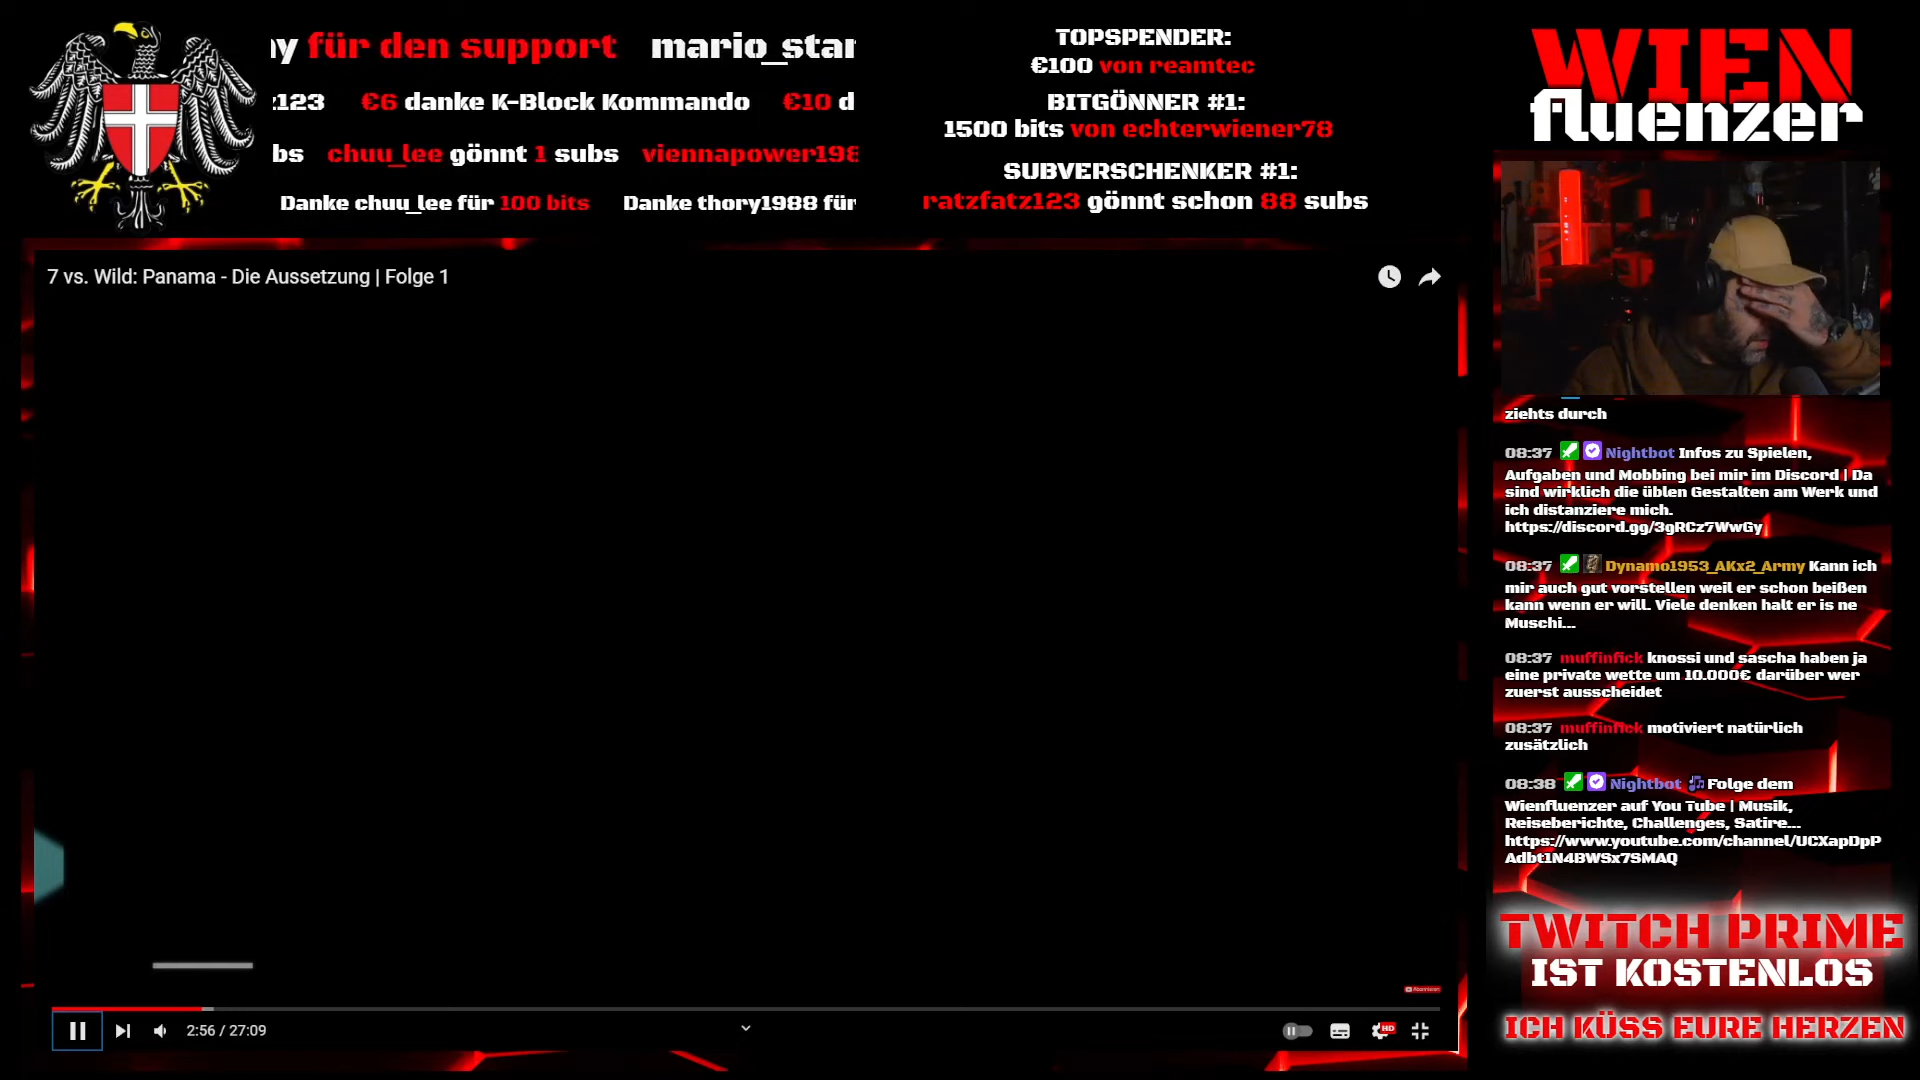 für den support
:123 €6 danke K-Block Kommando €10 d
bs chuu_lee gönnt 1 subs viennapower198
Danke chuu_lee für 100 bits Danke thory1988 für
TOPSPENDER:
€100 von reamtec
BITGÖNNER #1:
1500 bits von echterwiener78
SUBVERSCHENKER #1:
ratzfatz123 gönnt schon 88 subs
WIEN
fluenzer
7 vs. Wild: Panama - Die Aussetzung | Folge 1
ziehts durch
08:37 Nightbot Infos zu Spielen,
Aufgaben und Mobbing bei mir im Discord | Da
sind wirklich die üblen Gestalten am Werk und
ich distanziere mich.
https://discord.gg/3gRCz7WwGy
08:37 Dynamo1953_AKx2_Army Kann ich
mir auch gut vorstellen weil er schon beißen
kann wenn er will. Viele denken halt er is ne
Muschi...
08:37 muffinfick knossi und sascha haben ja
eine private wette um 10.000€ darüber wer
zuerst ausscheidet
08:37 muffinfick motiviert natürlich
zusätzlich
08:38 Nightbot Folge dem
Wienfluenzer auf You Tube | Musik,
Reiseberichte, Challenges, Satire...
https://www.youtube.com/channel/UCXapDpP
Adbt1N4BWSx7SMAQ
TWITCH PRIME
IST KOSTENLOS
ICH KÜSS EURE HERZEN
2:56 / 27:09
HD